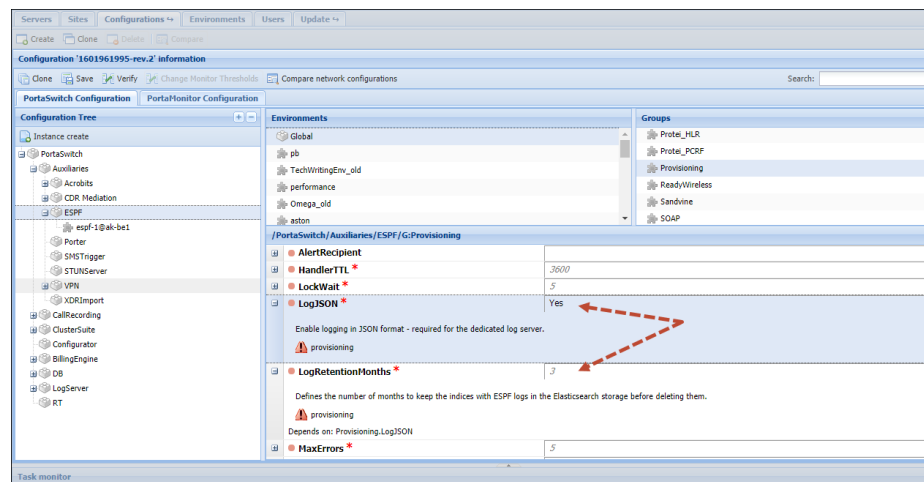 Servers Sites Configurations Environments Users Update
Create Clone Delete Compare
Configuration '1601961995-rev.2' information
Clone Save Verify Change Monitor Thresholds Compare network configurations Search:
PortaSwitch Configuration PortaMonitor Configuration
Configuration Tree
Instance create
PortaSwitch
Auxiliaries
Acrobits
CDR Mediation
ESPF
espf-1@ak-be1
Porter
SMSTrigger
STUNServer
VPN
XDRImport
CallRecording
ClusterSuite
Configurator
BillingEngine
DB
LogServer
RT
Environments
Global
pb
TechWritingEnv_old
performance
Omega_old
aston
Groups
Protei_HLR
Protei_PCRF
Provisioning
ReadyWireless
Sandvine
SOAP
/PortaSwitch/Auxiliaries/ESPF/G:Provisioning
AlertRecipient
HandlerTTL * 3600
LockWait * 5
LogJSON * Yes
Enable logging in JSON format - required for the dedicated log server.
provisioning
LogRetentionMonths * 3
Defines the number of months to keep the indices with ESPF logs in the Elasticsearch storage before deleting them.
provisioning
Depends on: Provisioning.LogJSON
MaxErrors * 5
Task monitor